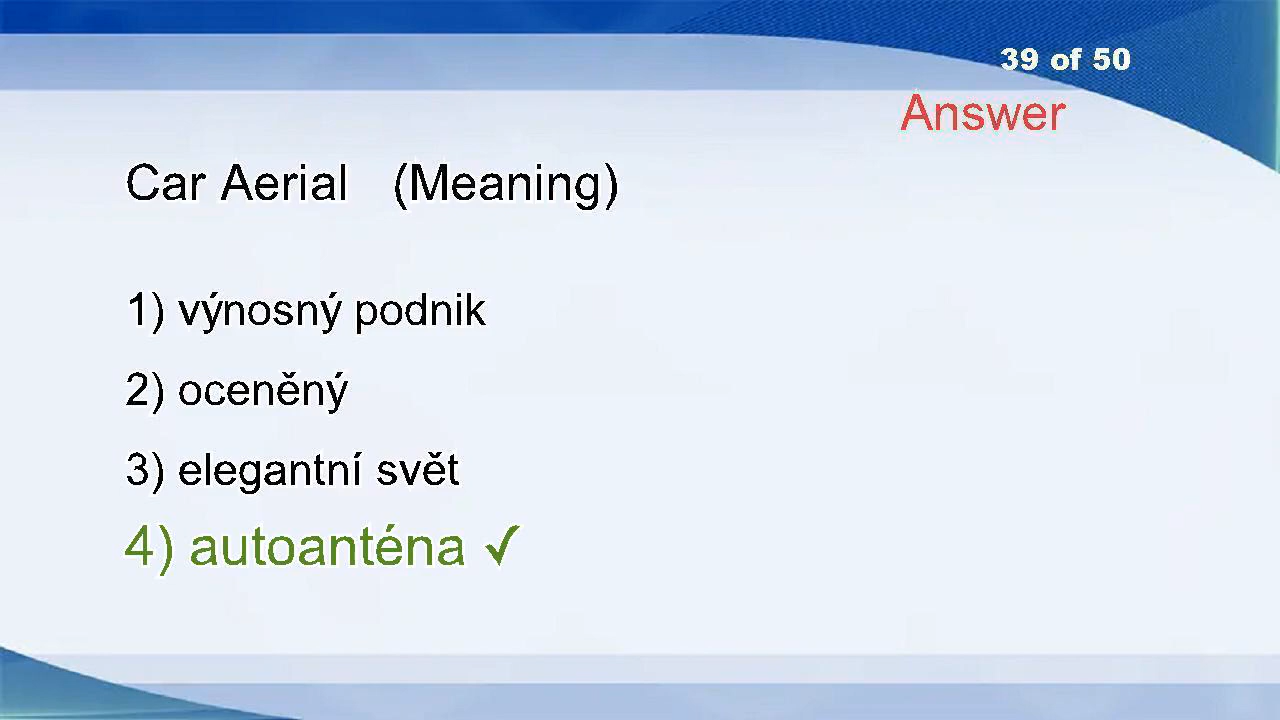 39 of 50
Answer
Car Aerial (Meaning)
1) výnosný podnik
2) oceněný
3) elegantní svět
4) autoanténa ✓